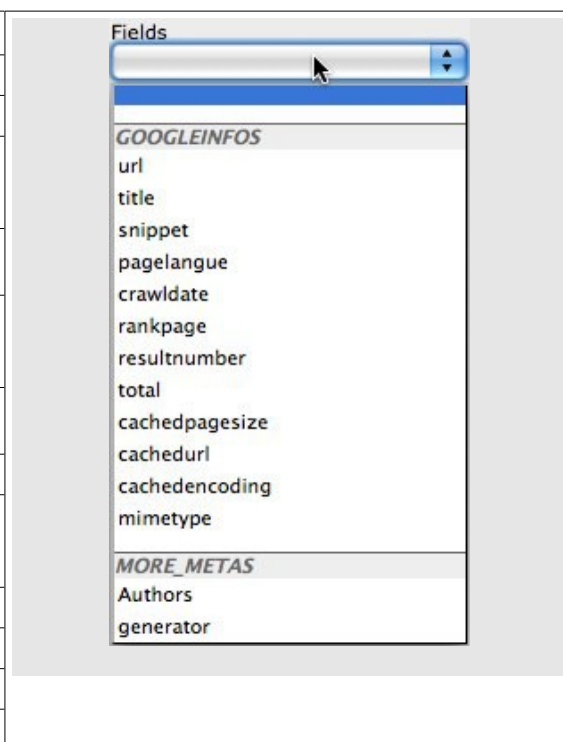 Fields
GOOGLEINFOS
url
title
snippet
pagelangue
crawldate
rankpage
resultnumber
total
cachedpagesize
cachedurl
cachedencoding
mimetype
MORE_METAS
Authors
generator